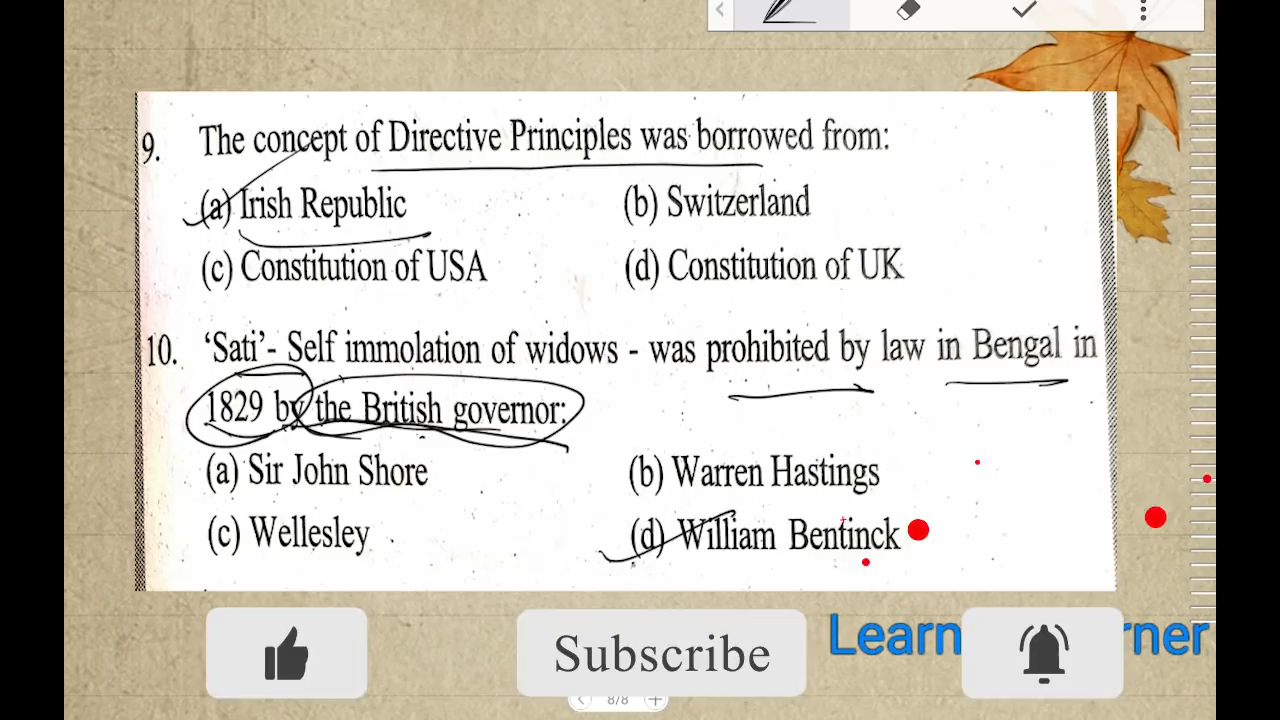 9. The concept of Directive Principles was borrowed from:
(a) Irish Republic (b) Switzerland
(c) Constitution of USA (d) Constitution of UK
10. ‘Sati’- Self immolation of widows - was prohibited by law in Bengal in
1829 by the British governor:
(a) Sir John Shore (b) Warren Hastings
(c) Wellesley (d) William Bentinck
Subscribe Learn rner
8/8